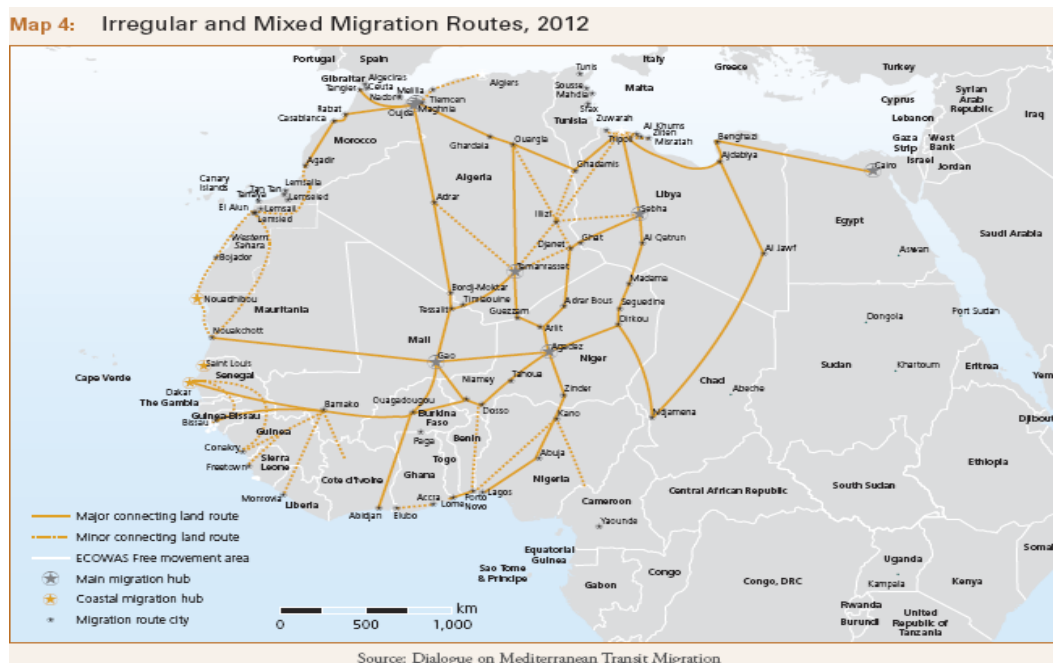 Map 4: Irregular and Mixed Migration Routes, 2012
Portugal Spain Italy Greece Turkey
Gibraltar Algeciras
Tangier Ceuta
Nador Melilla
Algiers
Tunis
Malta
Cyprus
Syrian
Arab
Republic
Lebanon
Iraq
Rabat
Casablanca
Oujda
Tlemcen
Maghnia
Sousse
Mahdia
Sfax
Tunisia
Zuwarah
Tripoli
Al Khums
Zliten
Misratah
Benghazi
Ajdabiya
Gaza
Strip
West
Bank
Israel
Jordan
Cairo
Morocco
Agadir
Ghardaia
Ouargla
Ghadamis
Algeria
Libya
Egypt
Saudi Arabia
Canary
Islands
Tan Tan
Tarfaya
Lemsalia
Lemseied
El Aiun
Lemsail
Lemsied
Adrar
Illizi
Sebha
Western
Sahara
Bojador
Djanet
Ghat
Al Qatrun
Al Jawf
Aswan
Tamanrasset
Madama
Nouadhibou
Mauritania
Bordj-Moktar
Timiaouine
Tessalit
Guezzam
Adrar Bous
Seguedine
Dirkou
Dongola
Port Sudan
Nouakchott
Arlit
Mali
Gao
Agadez
Niger
Chad
Sudan
Khartoum
Eritrea
Yem
Saint Louis
Senegal
Cape Verde
Dakar
The Gambia
Niamey
Tahoua
Zinder
Abeche
Guinea-Bissau
Bissau
Bamako
Ouagadougou
Burkina
Faso
Dosso
Kano
Ndjamena
Djibout
Guinea
Conakry
Paga
Benin
Togo
Sierra
Leone
Freetown
Cote d'Ivoire
Ghana
Abuja
Nigeria
Ethiopia
Monrovia
Liberia
Abidjan
Elubo
Accra
Lome
Porto
Novo
Lagos
Cameroon
Central African Republic
South Sudan
Yaounde
Major connecting land route
Minor connecting land route
ECOWAS Free movement area
Main migration hub
Coastal migration hub
Migration route city
Equatorial
Guinea
Sao Tome
& Principe
Gabon
Congo
Congo, DRC
Uganda
Kampala
Kenya
Somal
Rwanda
Burundi
United
Republic of
Tanzania
km
0 500 1,000
Source: Dialogue on Mediterranean Transit Migration